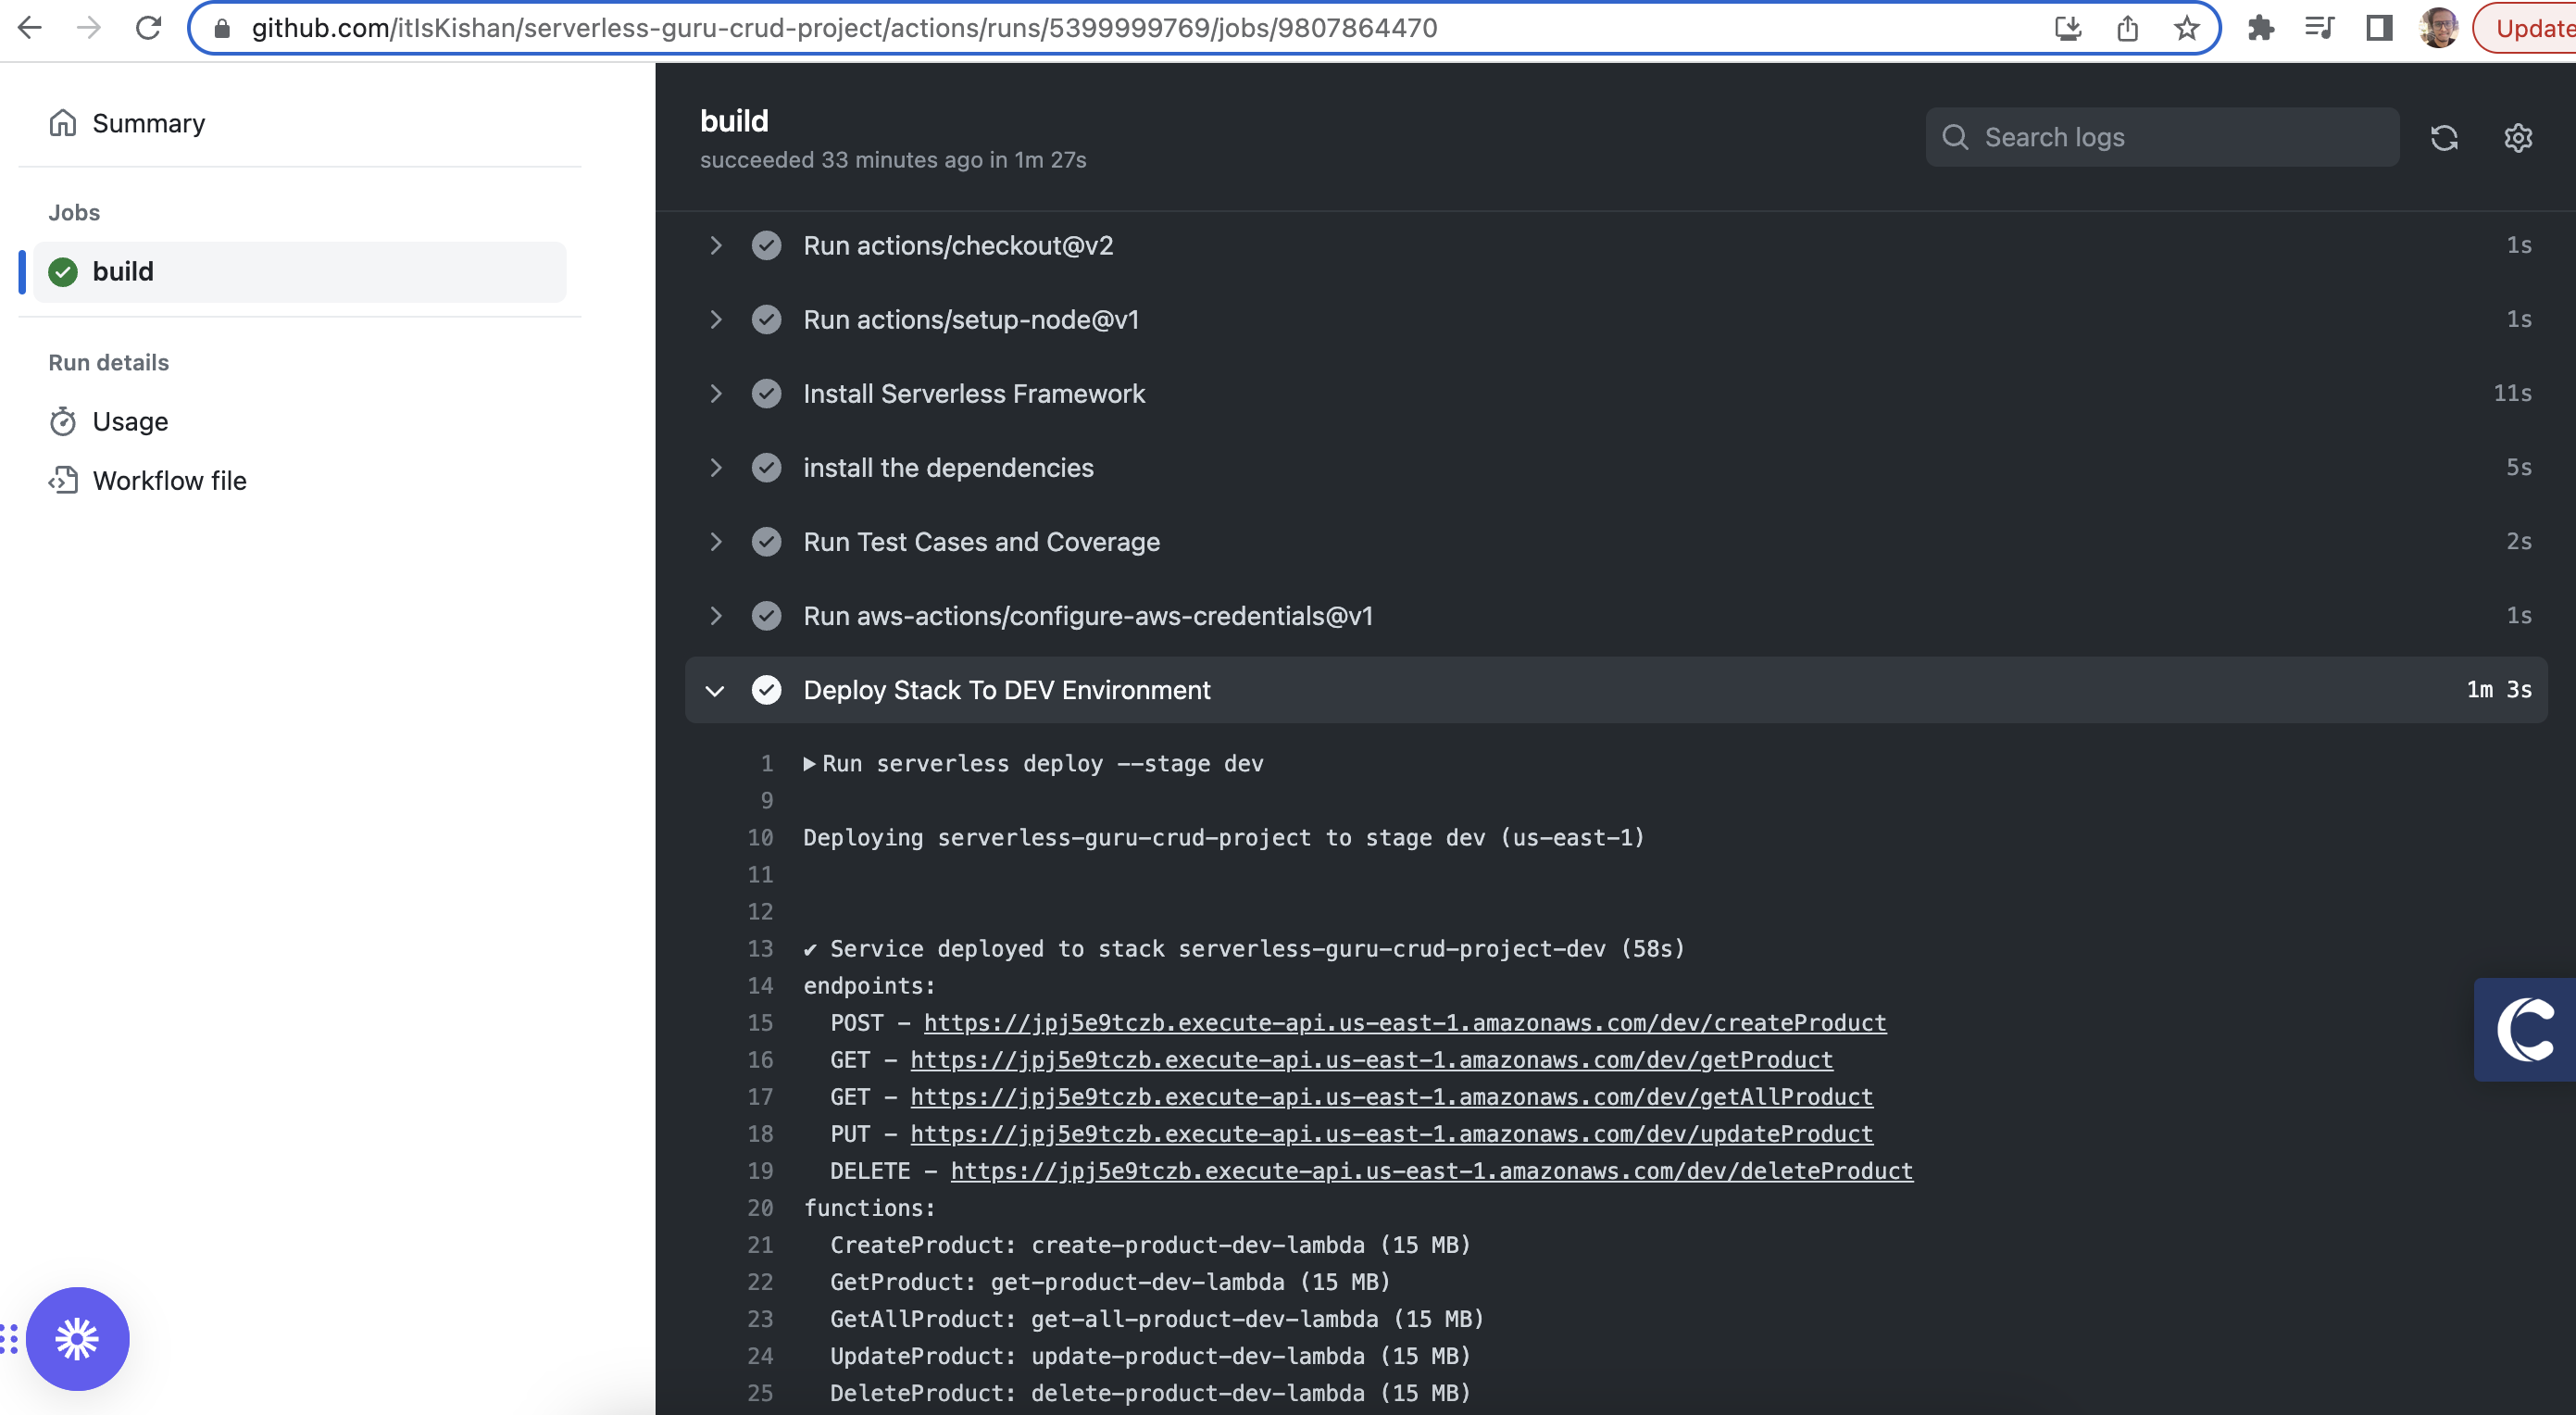 github.com/itIsKishan/serverless-guru-crud-project/actions/runs/5399999769/jobs/9807864470
Update
Summary
Jobs
build
Run details
Usage
Workflow file
build
succeeded 33 minutes ago in 1m 27s
Search logs
Run actions/checkout@v2 1s
Run actions/setup-node@v1 1s
Install Serverless Framework 11s
install the dependencies 5s
Run Test Cases and Coverage 2s
Run aws-actions/configure-aws-credentials@v1 1s
Deploy Stack To DEV Environment 1m 3s
1 ▶Run serverless deploy --stage dev
9
10 Deploying serverless-guru-crud-project to stage dev (us-east-1)
11
12
13 ✔ Service deployed to stack serverless-guru-crud-project-dev (58s)
14 endpoints:
15 POST - https://jpj5e9tczb.execute-api.us-east-1.amazonaws.com/dev/createProduct
16 GET - https://jpj5e9tczb.execute-api.us-east-1.amazonaws.com/dev/getProduct
17 GET - https://jpj5e9tczb.execute-api.us-east-1.amazonaws.com/dev/getAllProduct
18 PUT - https://jpj5e9tczb.execute-api.us-east-1.amazonaws.com/dev/updateProduct
19 DELETE - https://jpj5e9tczb.execute-api.us-east-1.amazonaws.com/dev/deleteProduct
20 functions:
21 CreateProduct: create-product-dev-lambda (15 MB)
22 GetProduct: get-product-dev-lambda (15 MB)
23 GetAllProduct: get-all-product-dev-lambda (15 MB)
24 UpdateProduct: update-product-dev-lambda (15 MB)
25 DeleteProduct: delete-product-dev-lambda (15 MB)